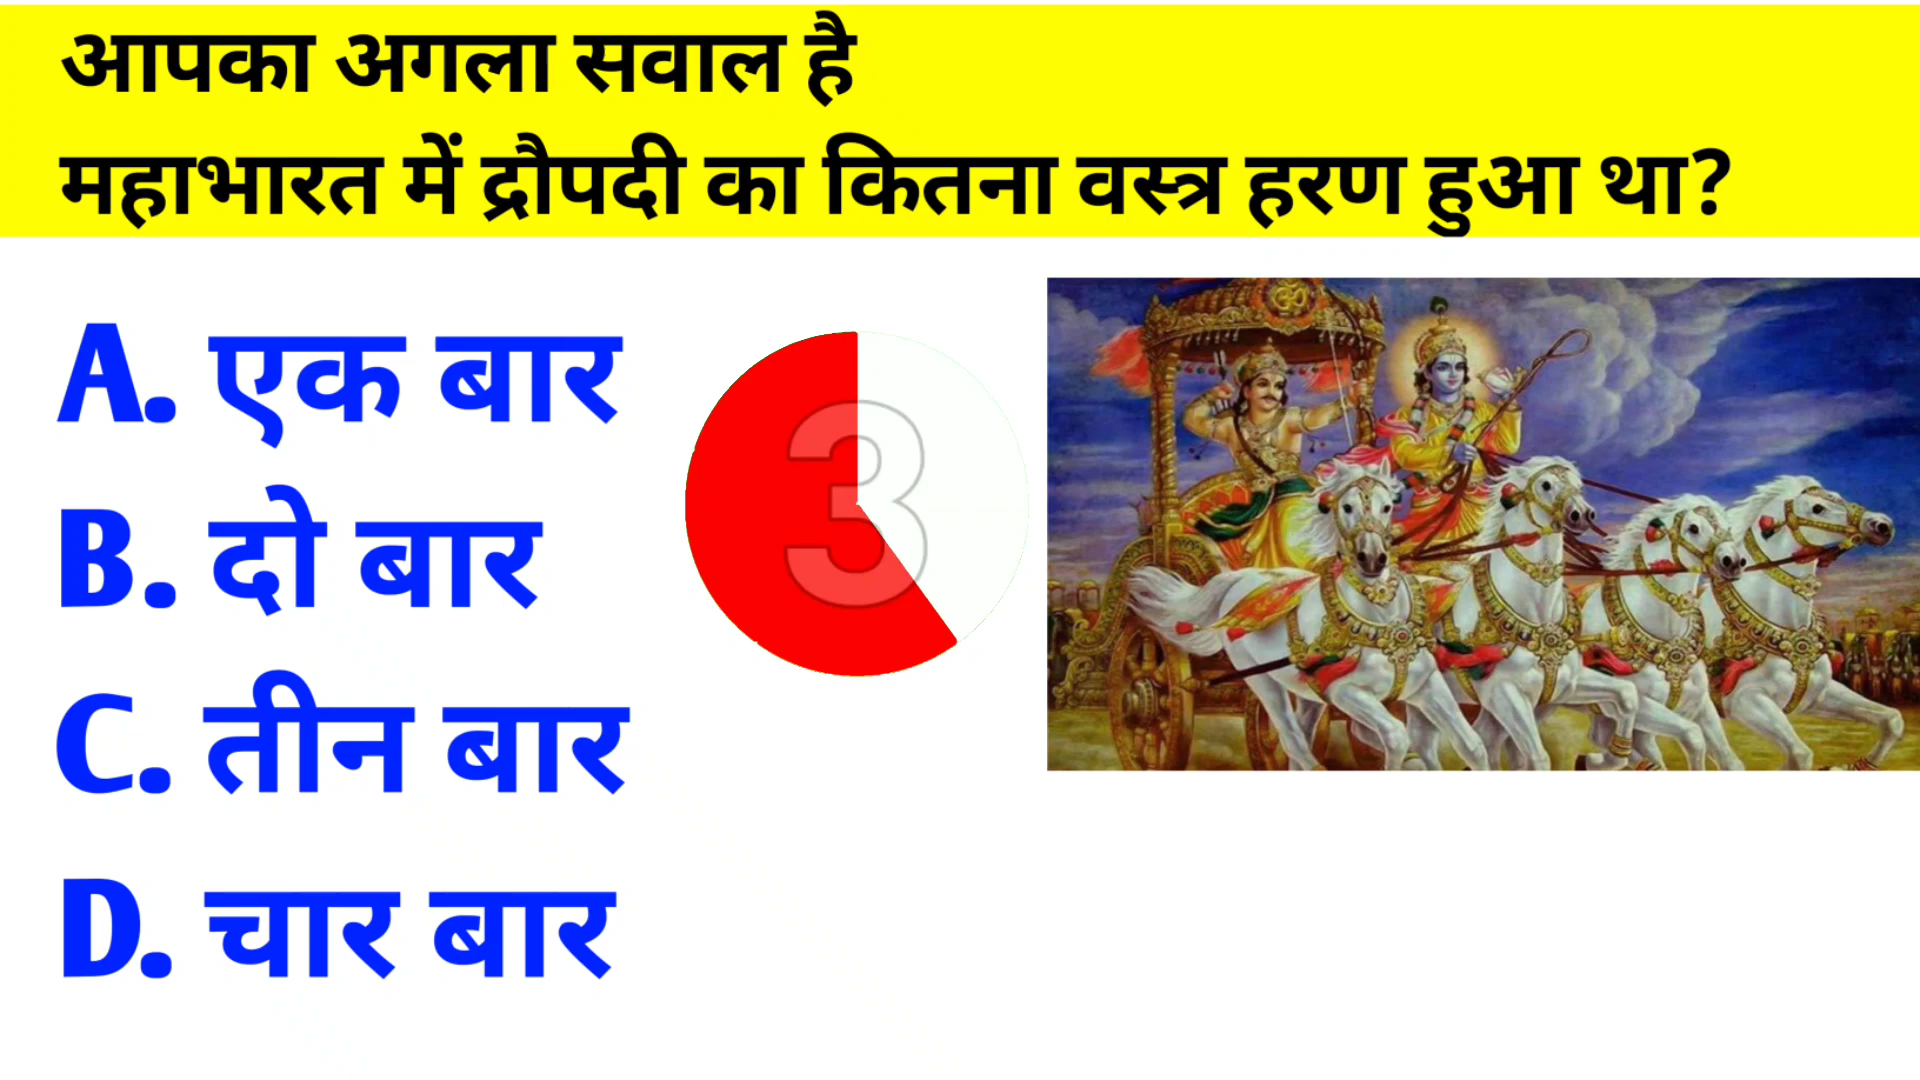 आपका अगला सवाल है
महाभारत में द्रौपदी का कितना वस्त्र हरण हुआ था?
A. एक बार
3
B. दो बार
C. तीन बार
D. चार बार
ॐ